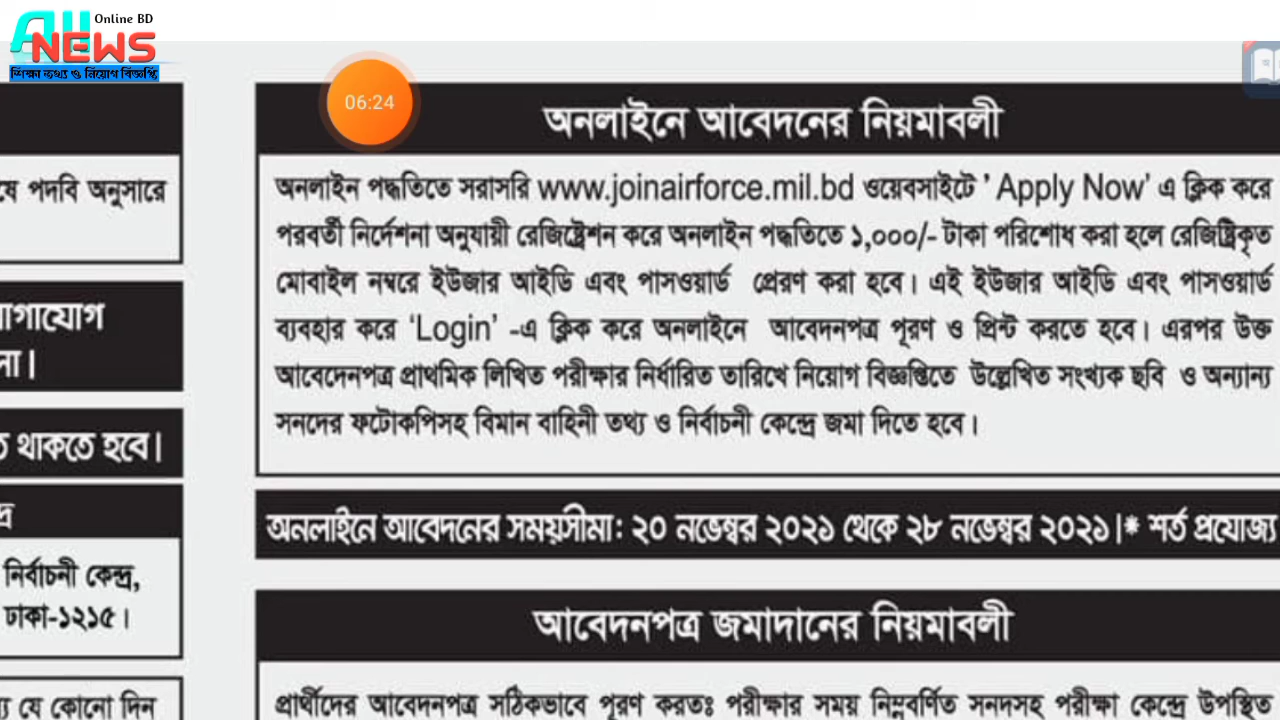 All Online BD
NEWS
শিক্ষা তথ্য ও নিয়োগ বিজ্ঞপ্তি
06:24
পদবি অনুসারে
থাকতে হবে।
নির্বাচনী কেন্দ্র,
ঢাকা-১২১৫।
যে কোনো দিন
অনলাইনে আবেদনের নিয়মাবলী
অনলাইন পদ্ধতিতে সরাসরি www.joinairforce.mil.bd ওয়েবসাইটে ' Apply Now' এ ক্লিক করে
পরবর্তী নির্দেশনা অনুযায়ী রেজিষ্ট্রেশন করে অনলাইন পদ্ধতিতে ১,০০০/- টাকা পরিশোধ করা হলে রেজিষ্ট্রিকৃত
মোবাইল নম্বরে ইউজার আইডি এবং পাসওয়ার্ড প্রেরণ করা হবে। এই ইউজার আইডি এবং পাসওয়ার্ড
ব্যবহার করে ‘Login’ -এ ক্লিক করে অনলাইনে আবেদনপত্র পূরণ ও প্রিন্ট করতে হবে। এরপর উক্ত
আবেদেনপত্র প্রাথমিক লিখিত পরীক্ষার নির্ধারিত তারিখে নিয়োগ বিজ্ঞপ্তিতে উল্লেখিত সংখ্যক ছবি ও অন্যান্য
সনদের ফটোকপিসহ বিমান বাহিনী তথ্য ও নির্বাচনী কেন্দ্রে জমা দিতে হবে।
অনলাইনে আবেদনের সময়সীমা: ২০ নভেম্বর ২০২১ থেকে ২৮ নভেম্বর ২০২১।* শর্ত প্রযোজ্য
আবেদনপত্র জমাদানের নিয়মাবলী
প্রার্থীদের আবেদনপত্র সঠিকভাবে পূরণ করতঃ পরীক্ষার সময় নিম্নবর্ণিত সনদসহ পরীক্ষা কেন্দ্রে উপস্থিত